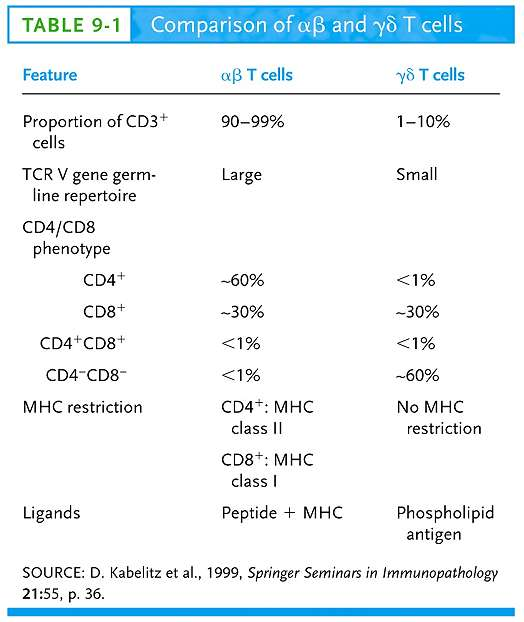 TABLE 9-1 Comparison of αβ and γδ T cells
Feature αβ T cells γδ T cells
Proportion of CD3⁺ 90–99% 1–10%
cells
TCR V gene germ- Large Small
line repertoire
CD4/CD8
phenotype
CD4⁺ ~60% <1%
CD8⁺ ~30% ~30%
CD4⁺CD8⁺ <1% <1%
CD4⁻CD8⁻ <1% ~60%
MHC restriction CD4⁺: MHC No MHC
class II restriction
CD8⁺: MHC
class I
Ligands Peptide + MHC Phospholipid
antigen
SOURCE: D. Kabelitz et al., 1999, Springer Seminars in Immunopathology
21:55, p. 36.